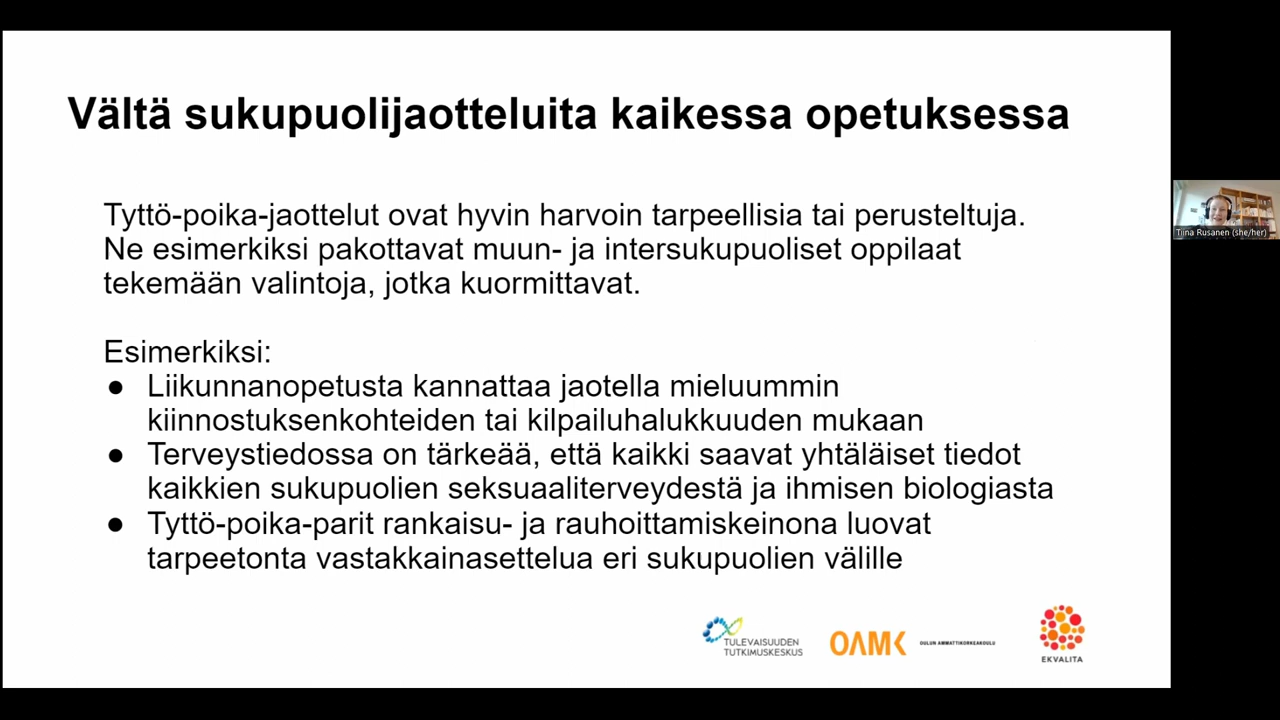 Vältä sukupuolijaotteluita kaikessa opetuksessa
Tyttö-poika-jaottelut ovat hyvin harvoin tarpeellisia tai perusteltuja.
Ne esimerkiksi pakottavat muun- ja intersukupuoliset oppilaat
tekemään valintoja, jotka kuormittavat.
Esimerkiksi:
● Liikunnanopetusta kannattaa jaotella mieluummin
kiinnostuksenkohteiden tai kilpailuhalukkuuden mukaan
● Terveystiedossa on tärkeää, että kaikki saavat yhtäläiset tiedot
kaikkien sukupuolien seksuaaliterveydestä ja ihmisen biologiasta
● Tyttö-poika-parit rankaisu- ja rauhoittamiskeinona luovat
tarpeetonta vastakkainasettelua eri sukupuolien välille
TULEVAISUUDEN
TUTKIMUSKESKUS
OAMK
OULUN AMMATTIKORKEAKOULU
EKVALITA
Tiina Rusanen (she/her)